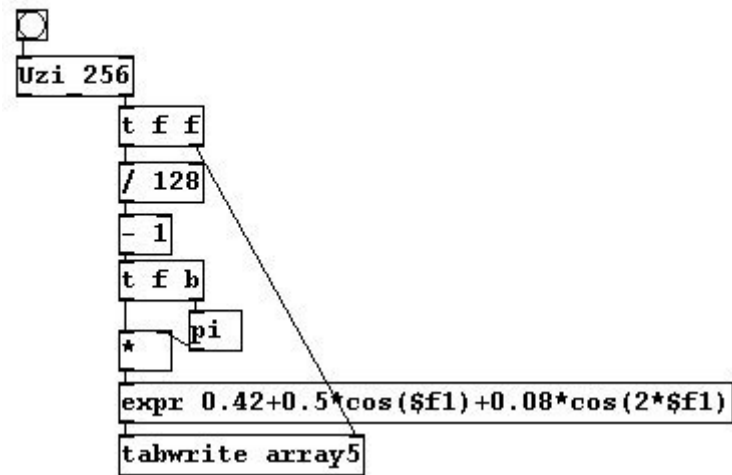 Uzi 256
t f f
/ 128
- 1
t f b
pi
*
expr 0.42+0.5*cos($f1)+0.08*cos(2*$f1)
tabwrite array5